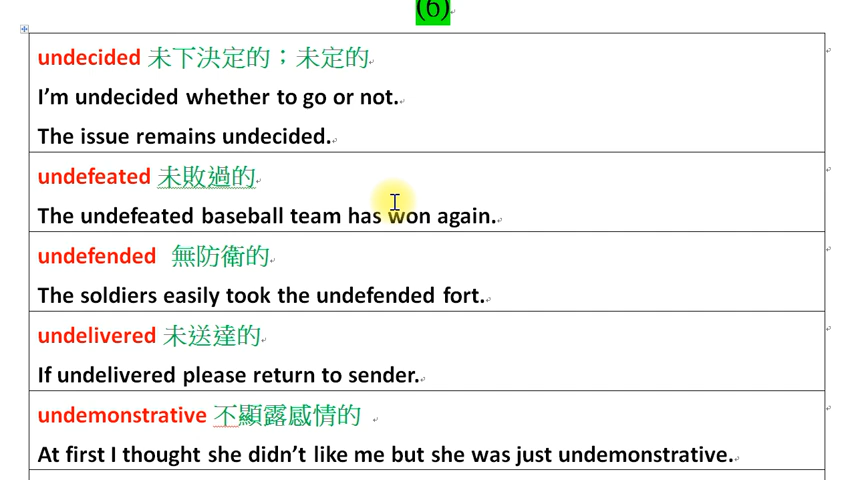 (6)
undecided 未下決定的；未定的
I'm undecided whether to go or not.
The issue remains undecided.
undefeated 未敗過的
The undefeated baseball team has won again.
undefended 無防衛的
The soldiers easily took the undefended fort.
undelivered 未送達的
If undelivered please return to sender.
undemonstrative 不顯露感情的
At first I thought she didn't like me but she was just undemonstrative.